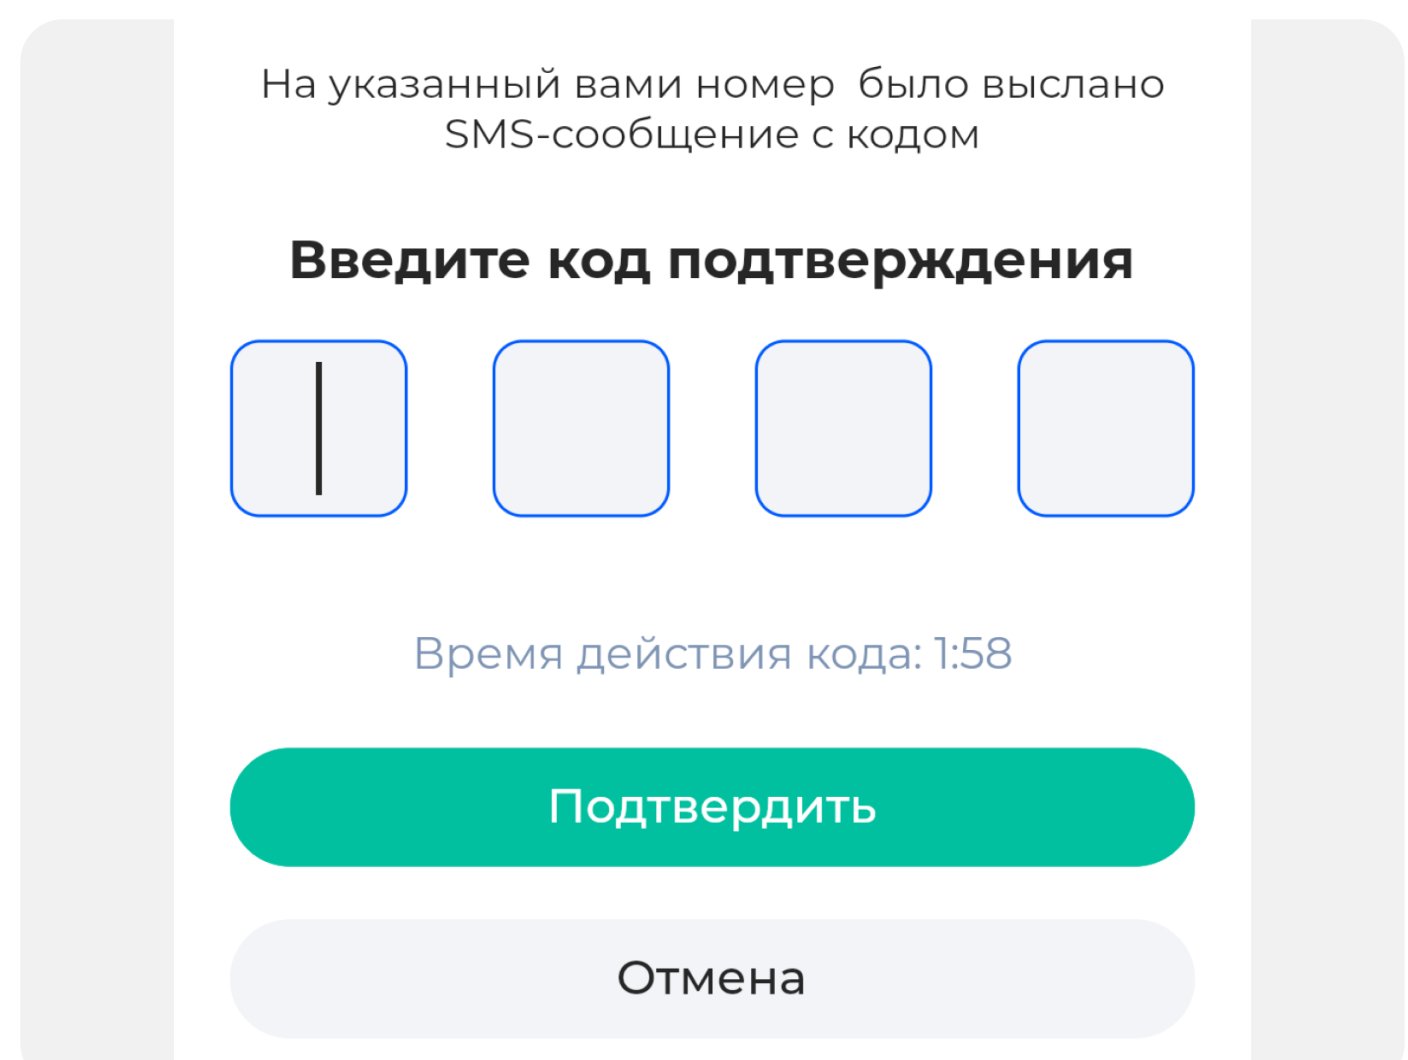 На указанный вами номер было выслано
SMS-сообщение с кодом
Введите код подтверждения
Время действия кода: 1:58
Подтвердить
Отмена